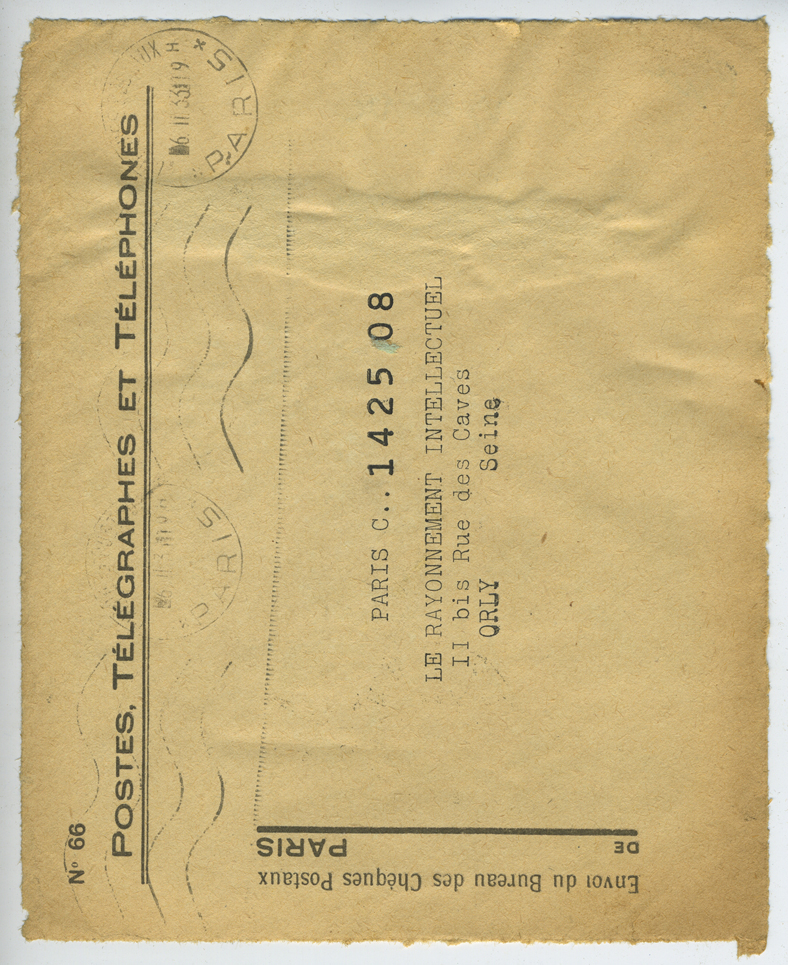 N° 66
POSTES, TÉLÉGRAPHES ET TÉLÉPHONES
PARIS
PARIS
PARIS C.. 1425 08
LE RAYONNEMENT INTELLECTUEL
II bis Rue des Caves
ORLY Seine
Envoi du Bureau des Chèques Postaux
DE PARIS